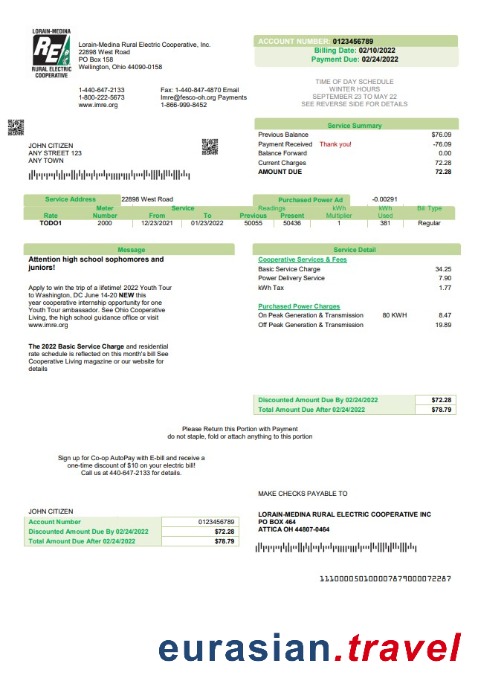 LORAIN-MEDINA
RE
RURAL ELECTRIC
COOPERATIVE
Lorain-Medina Rural Electric Cooperative, Inc.
22898 West Road
PO Box 158
Wellington, Ohio 44090-0158
1-440-647-2133
1-800-222-5673
www.lmre.org
Fax: 1-440-847-4870 Email
lmre@fesco-oh.org Payments
1-866-999-8452
ACCOUNT NUMBER 0123456789
Billing Date: 02/10/2022
Payment Due: 02/24/2022
TIME OF DAY SCHEDULE
WINTER HOURS
SEPTEMBER 23 TO MAY 22
SEE REVERSE SIDE FOR DETAILS
JOHN CITIZEN
ANY STREET 123
ANY TOWN
Service Summary
Previous Balance $76.09
Payment Received Thank you! -76.09
Balance Forward 0.00
Current Charges 72.28
AMOUNT DUE 72.28
Service Address 22898 West Road Purchased Power Ad -0.00291
Meter Service Readings kWh kWh Bill Type
Rate Number From To Previous Present Multiplier Used
TODO1 2000 12/23/2021 01/23/2022 50055 50436 1 381 Regular
Message
Attention high school sophomores and
juniors!
Apply to win the trip of a lifetime! 2022 Youth Tour
to Washington, DC June 14-20 NEW this
year cooperative internship opportunity for one
Youth Tour ambassador. See Ohio Cooperative
Living, the high school guidance office or visit
www.lmre.org
The 2022 Basic Service Charge and residential
rate schedule is reflected on this month's bill See
Cooperative Living magazine or our website for
details
Service Detail
Cooperative Services & Fees
Basic Service Charge 34.25
Power Delivery Service 7.90
kWh Tax 1.77
Purchased Power Charges
On Peak Generation & Transmission 80 KWH 8.47
Off Peak Generation & Transmission 19.89
Discounted Amount Due By 02/24/2022 $72.28
Total Amount Due After 02/24/2022 $78.79
Please Return this Portion with Payment
do not staple, fold or attach anything to this portion
Sign up for Co-op AutoPay with E-bill and receive a
one-time discount of $10 on your electric bill!
Call us at 440-647-2133 for details.
MAKE CHECKS PAYABLE TO
JOHN CITIZEN
Account Number 0123456789
Discounted Amount Due By 02/24/2022 $72.28
Total Amount Due After 02/24/2022 $78.79
LORAIN-MEDINA RURAL ELECTRIC COOPERATIVE INC
PO BOX 464
ATTICA OH 44807-0464
111000050100007879000072287
eurasian.travel